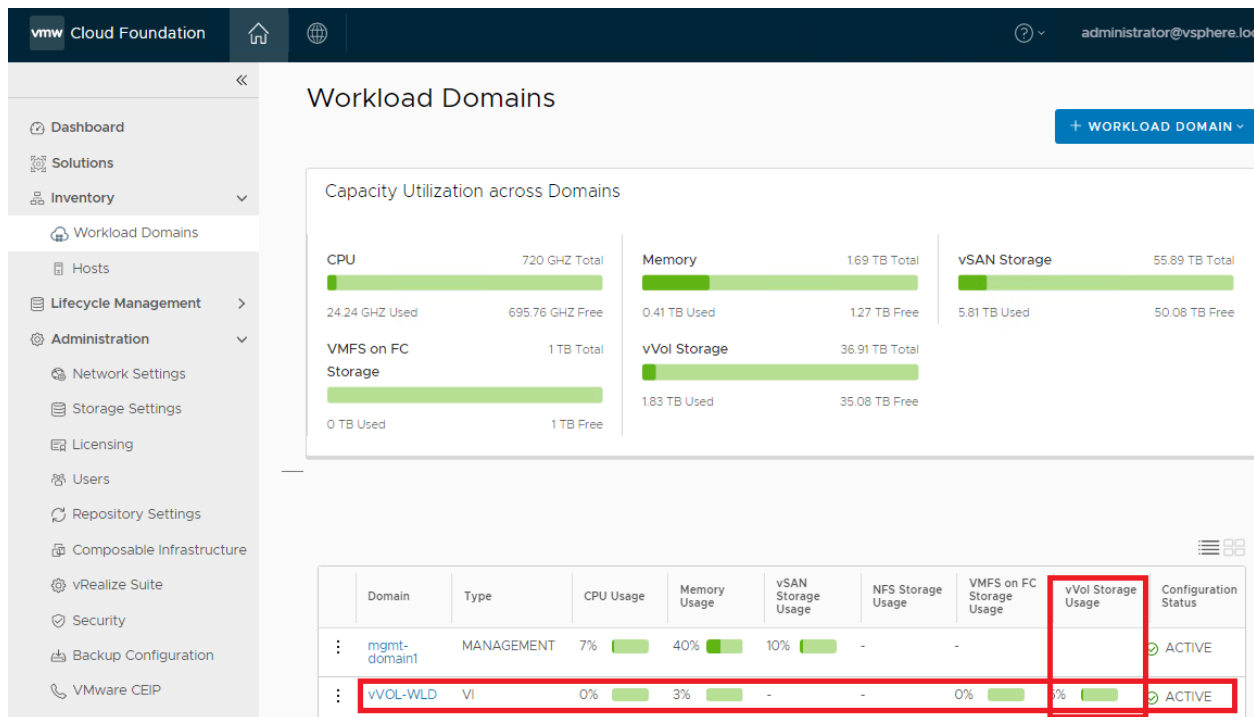 vmw Cloud Foundation
administrator@vsphere.loc
Dashboard
Solutions
Inventory
Workload Domains
Hosts
Lifecycle Management
Administration
Network Settings
Storage Settings
Licensing
Users
Repository Settings
Composable Infrastructure
vRealize Suite
Security
Backup Configuration
VMware CEIP
Workload Domains
+ WORKLOAD DOMAIN
Capacity Utilization across Domains
CPU 720 GHZ Total
24.24 GHZ Used 695.76 GHZ Free
Memory 1.69 TB Total
0.41 TB Used 1.27 TB Free
vSAN Storage 55.89 TB Total
5.81 TB Used 50.08 TB Free
VMFS on FC 1 TB Total
Storage
0 TB Used 1 TB Free
vVol Storage 36.91 TB Total
1.83 TB Used 35.08 TB Free
Domain Type CPU Usage Memory Usage vSAN Storage Usage NFS Storage Usage VMFS on FC Storage Usage vVol Storage Usage Configuration Status
mgmt-domain1 MANAGEMENT 7% 40% 10% - - ACTIVE
vVOL-WLD VI 0% 3% - - 0% ACTIVE